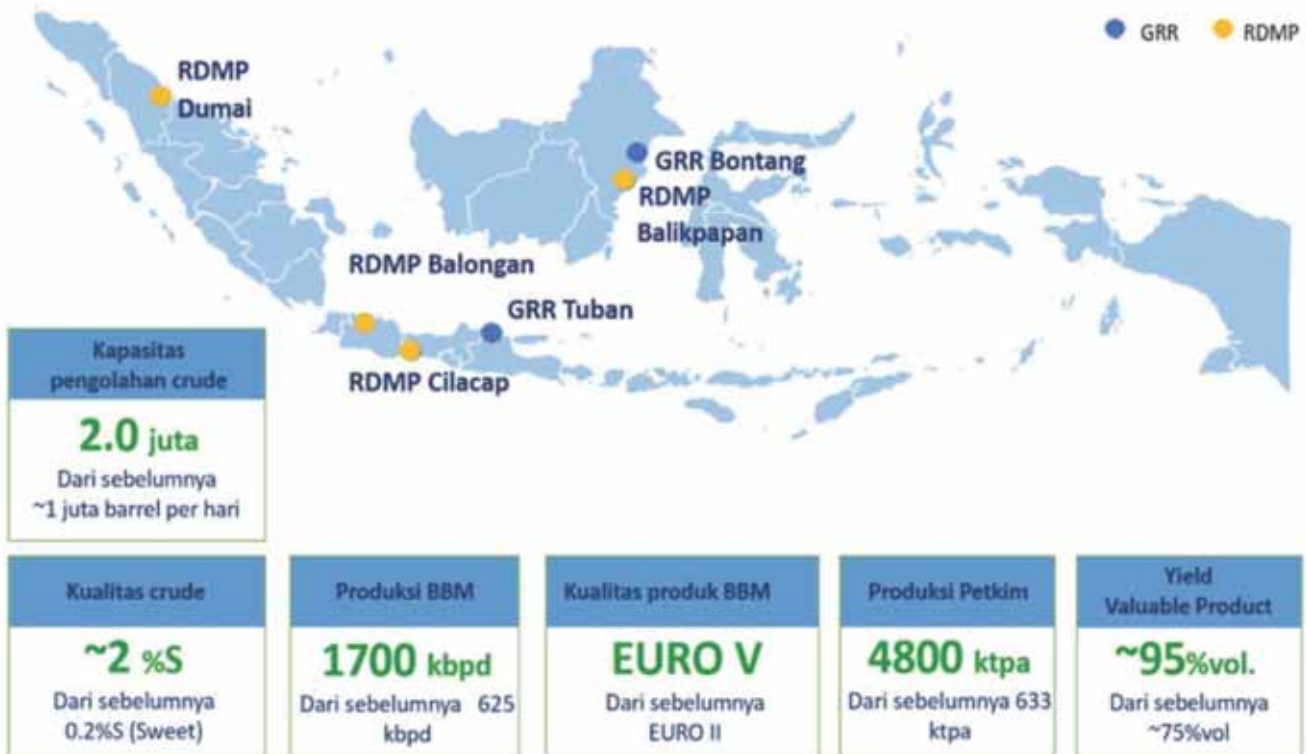 GRR
RDMP
RDMP
Dumai
GRR Bontang
RDMP
Balikpapan
RDMP Balongan
GRR Tuban
RDMP Cilacap
Kapasitas
pengolahan crude
2.0 juta
Dari sebelumnya
~1 juta barrel per hari
Kualitas crude
~2 %S
Dari sebelumnya
0.2%S (Sweet)
Produksi BBM
1700 kbpd
Dari sebelumnya 625
kbpd
Kualitas produk BBM
EURO V
Dari sebelumnya
EURO II
Produksi Petkim
4800 ktpa
Dari sebelumnya 633
ktpa
Yield
Valuable Product
~95%vol.
Dari sebelumnya
~75%vol